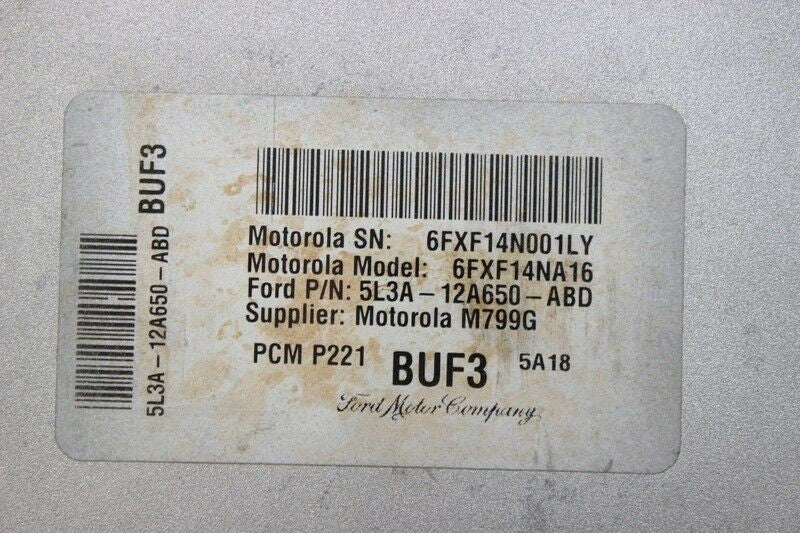 5L3A-12A650-ABD BUF3
Motorola SN: 6FXF14N001LY
Motorola Model: 6FXF14NA16
Ford P/N: 5L3A-12A650-ABD
Supplier: Motorola M799G
PCM P221 BUF3 5A18
Ford Motor Company